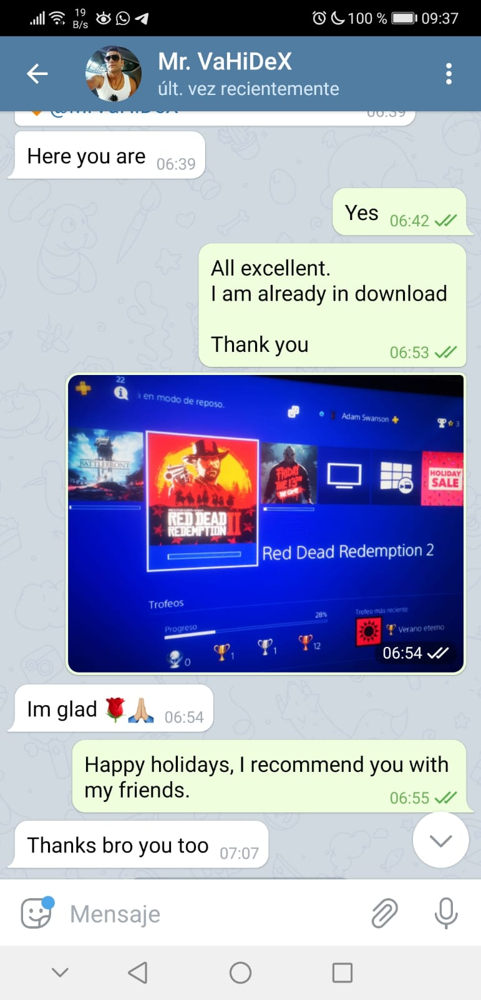 19
B/s
100 %
09:37
Mr. VaHiDeX
últ. vez recientemente
@MrVaHiDeX
06:39
Here you are 06:39
Yes 06:42
All excellent.
I am already in download
Thank you 06:53
22
en modo de reposo.
Adam Swanson
3
BATTLEFRONT
FRIDAY
THE 13TH
THE GAME
HOLIDAY
SALE
RED DEAD
REDEMPTION II
Red Dead Redemption 2
Trofeos
Progreso
28%
Trofeo más reciente
Verano eterno
0
1
1
12
06:54
Im glad 06:54
Happy holidays, I recommend you with
my friends. 06:55
Thanks bro you too 07:07
Mensaje